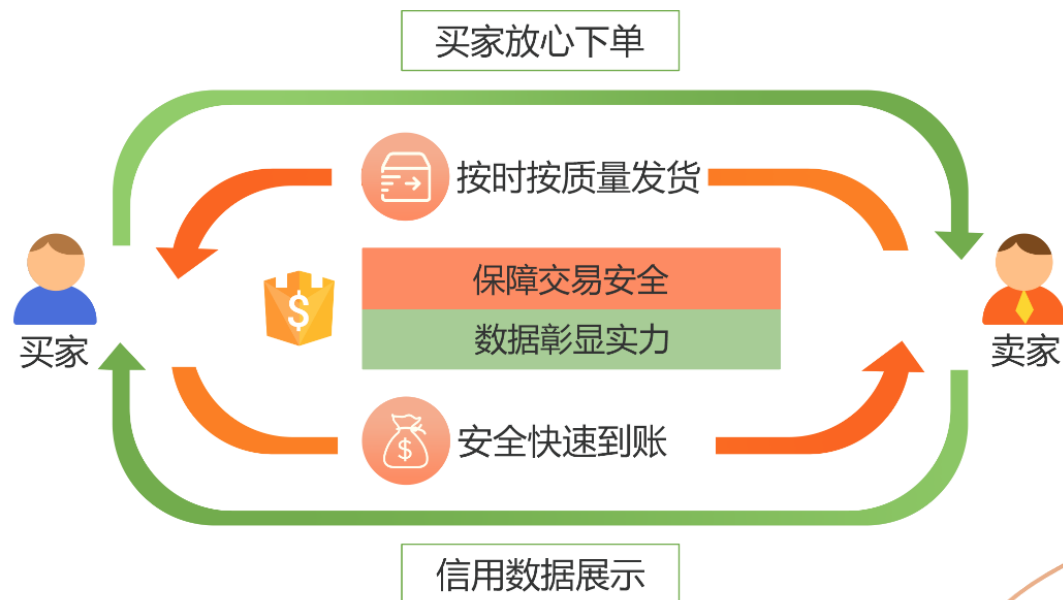 买家放心下单
按时按质量发货
$
保障交易安全
数据彰显实力
买家
卖家
$
安全快速到账
信用数据展示